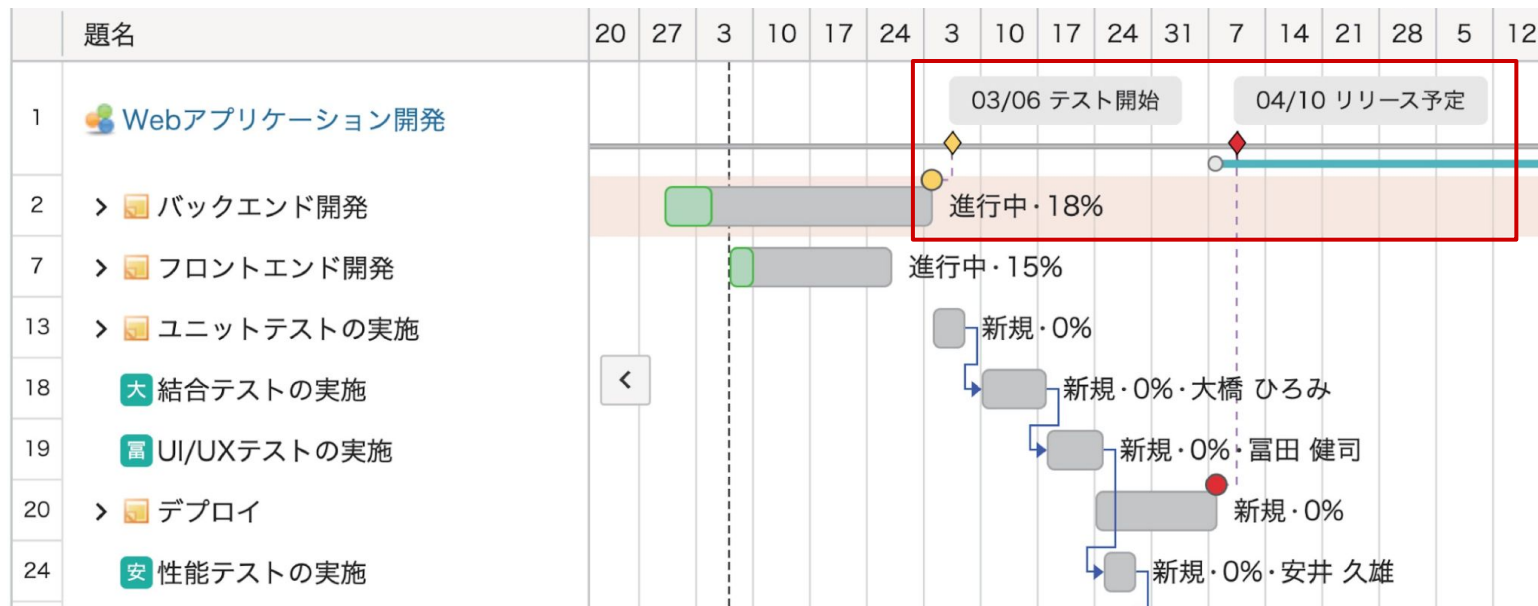 題名 20 27 3 10 17 24 3 10 17 24 31 7 14 21 28 5 12
03/06 テスト開始 04/10 リリース予定
1 Webアプリケーション開発
2 バックエンド開発 進行中・18%
7 フロントエンド開発 進行中・15%
13 ユニットテストの実施 新規・0%
18 大 結合テストの実施 新規・0%・大橋 ひろみ
19 冨 UI/UXテストの実施 新規・0%・冨田 健司
20 デプロイ 新規・0%
24 安 性能テストの実施 新規・0%・安井 久雄